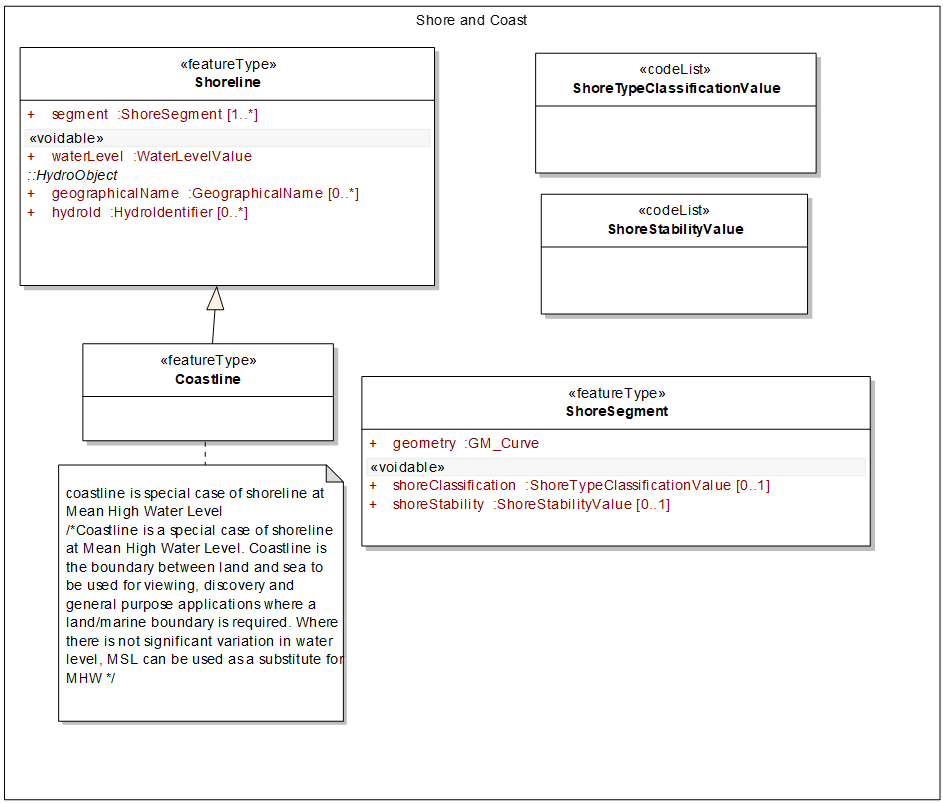 Shore and Coast
«featureType»
Shoreline
+ segment :ShoreSegment [1..*]
«voidable»
+ waterLevel :WaterLevelValue
::HydroObject
+ geographicalName :GeographicalName [0..*]
+ hydroId :HydroIdentifier [0..*]
«codeList»
ShoreTypeClassificationValue
«codeList»
ShoreStabilityValue
«featureType»
Coastline
«featureType»
ShoreSegment
+ geometry :GM_Curve
«voidable»
+ shoreClassification :ShoreTypeClassificationValue [0..1]
+ shoreStability :ShoreStabilityValue [0..1]
coastline is special case of shoreline at
Mean High Water Level
/*Coastline is a special case of shoreline
at Mean High Water Level. Coastline is
the boundary between land and sea to
be used for viewing, discovery and
general purpose applications where a
land/marine boundary is required. Where
there is not significant variation in water
level, MSL can be used as a substitute for
MHW */